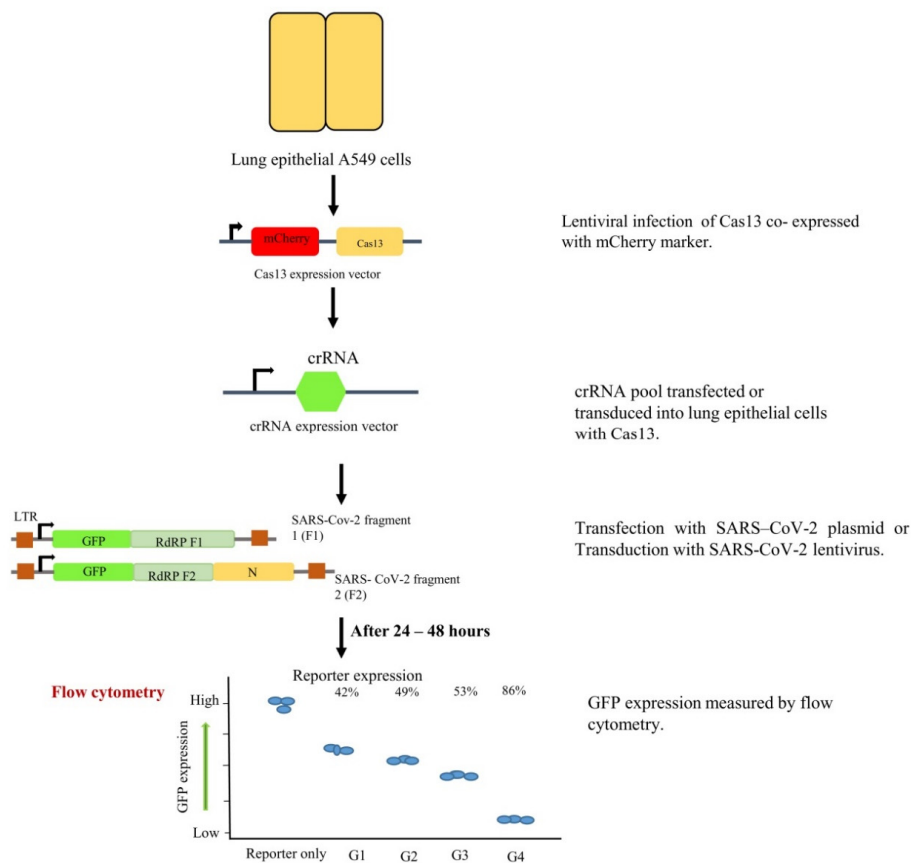 Lung epithelial A549 cells
mCherry
Cas13
Cas13 expression vector
Lentiviral infection of Cas13 co- expressed
with mCherry marker.
crRNA
crRNA expression vector
crRNA pool transfected or
transduced into lung epithelial cells
with Cas13.
LTR
GFP
RdRP F1
SARS-Cov-2 fragment
1 (F1)
GFP
RdRP F2
N
SARS- CoV-2 fragment
2 (F2)
Transfection with SARS–CoV-2 plasmid or
Transduction with SARS-CoV-2 lentivirus.
After 24 – 48 hours
Flow cytometry
Reporter expression
42% 49% 53% 86%
High
GFP expression
Low
Reporter only G1 G2 G3 G4
GFP expression measured by flow
cytometry.